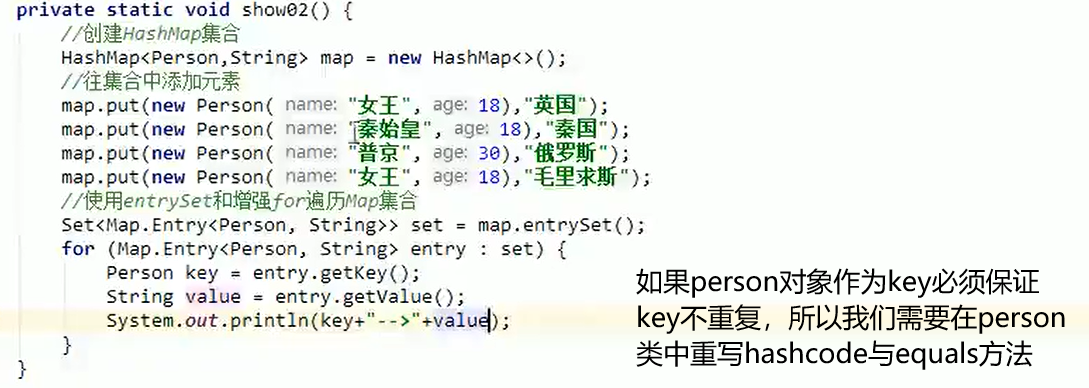 private static void show02() {
//创建HashMap集合
HashMap<Person,String> map = new HashMap<>();
//往集合中添加元素
map.put(new Person( name: "女王", age: 18),"英国");
map.put(new Person( name: "秦始皇", age: 18),"秦国");
map.put(new Person( name: "普京", age: 30),"俄罗斯");
map.put(new Person( name: "女王", age: 18),"毛里求斯");
//使用entrySet和增强for遍历Map集合
Set<Map.Entry<Person, String>> set = map.entrySet();
for (Map.Entry<Person, String> entry : set) {
Person key = entry.getKey();
String value = entry.getValue();
System.out.println(key+"-->"+value);
}
}
如果person对象作为key必须保证
key不重复，所以我们需要在person
类中重写hashcode与equals方法